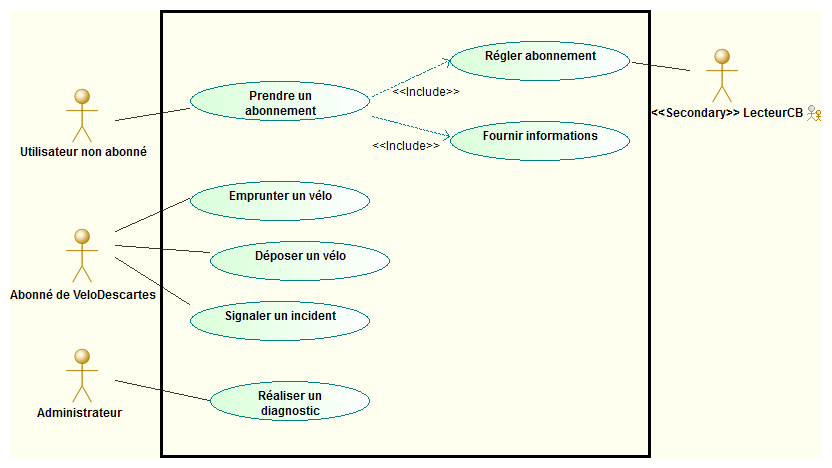 Régler abonnement
<<Include>>
<<Secondary>> LecteurCB
Prendre un
abonnement
Utilisateur non abonné
<<Include>>
Fournir informations
Emprunter un vélo
Déposer un vélo
Abonné de VeloDescartes
Signaler un incident
Réaliser un
diagnostic
Administrateur